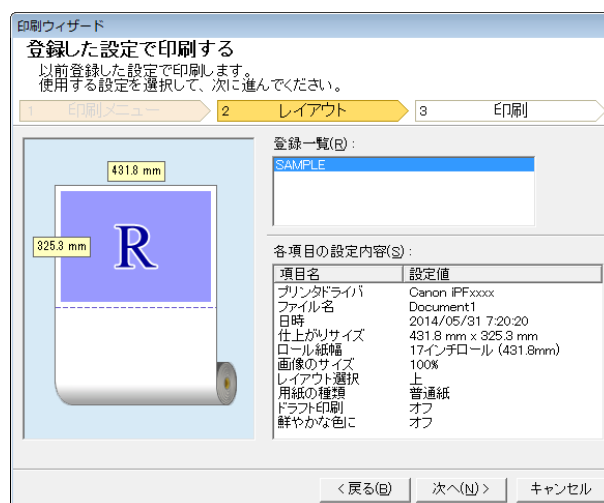 印刷ウィザード
登録した設定で印刷する
以前登録した設定で印刷します。
使用する設定を選択して、次に進んでください。
1 印刷メニュー 2 レイアウト 3 印刷
登録一覧(R):
SAMPLE
431.8 mm
325.3 mm
R
各項目の設定内容(S):
項目名 設定値
プリンタドライバ Canon iPFxxxx
ファイル名 Document1
日時 2014/05/31 7:20:20
仕上がりサイズ 431.8 mm x 325.3 mm
ロール紙幅 17インチロール (431.8mm)
画像のサイズ 100%
レイアウト選択 上
用紙の種類 普通紙
ドラフト印刷 オフ
鮮やかな色に オフ
< 戻る(B) 次へ(N) > キャンセル